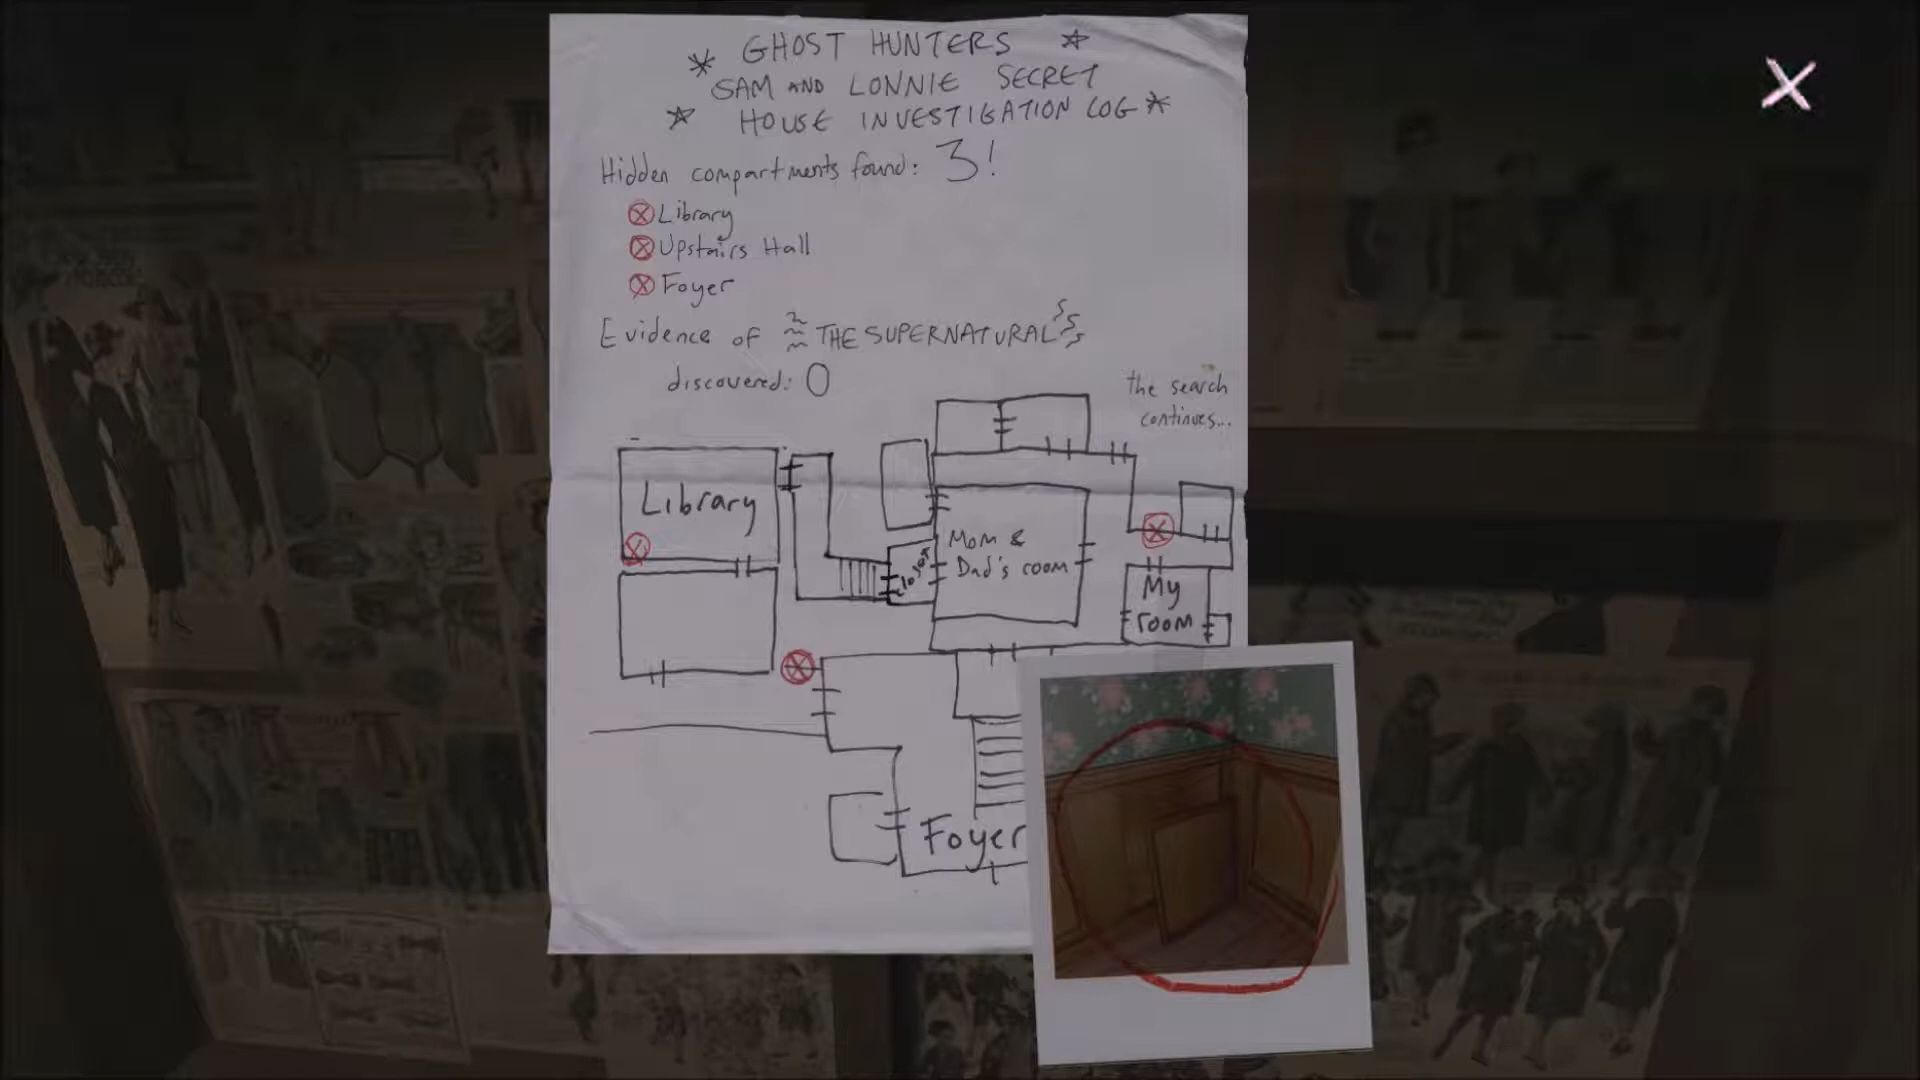 GHOST HUNTERS
SAM AND LONNIE SECRET
HOUSE INVESTIGATION LOG
Hidden compartments found: 3!
Library
Upstairs Hall
Foyer
Evidence of THE SUPERNATURAL
discovered: 0
the search
continues...
Library
Closet
Mom &
Dad's room
My
room
Foyer